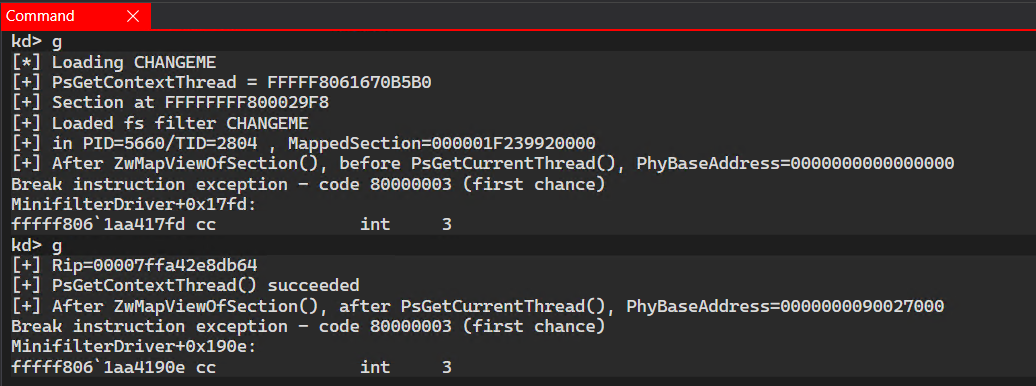 Command
kd> g
[*] Loading CHANGEME
[+] PsGetContextThread = FFFFF8061670B5B0
[+] Section at FFFFFFFF800029F8
[+] Loaded fs filter CHANGEME
[+] in PID=5660/TID=2804 , MappedSection=000001F239920000
[+] After ZwMapViewOfSection(), before PsGetCurrentThread(), PhyBaseAddress=0000000000000000
Break instruction exception - code 80000003 (first chance)
MinifilterDriver+0x17fd:
fffff806`1aa417fd cc int 3
kd> g
[+] Rip=00007ffa42e8db64
[+] PsGetContextThread() succeeded
[+] After ZwMapViewOfSection(), after PsGetCurrentThread(), PhyBaseAddress=0000000090027000
Break instruction exception - code 80000003 (first chance)
MinifilterDriver+0x190e:
fffff806`1aa4190e cc int 3